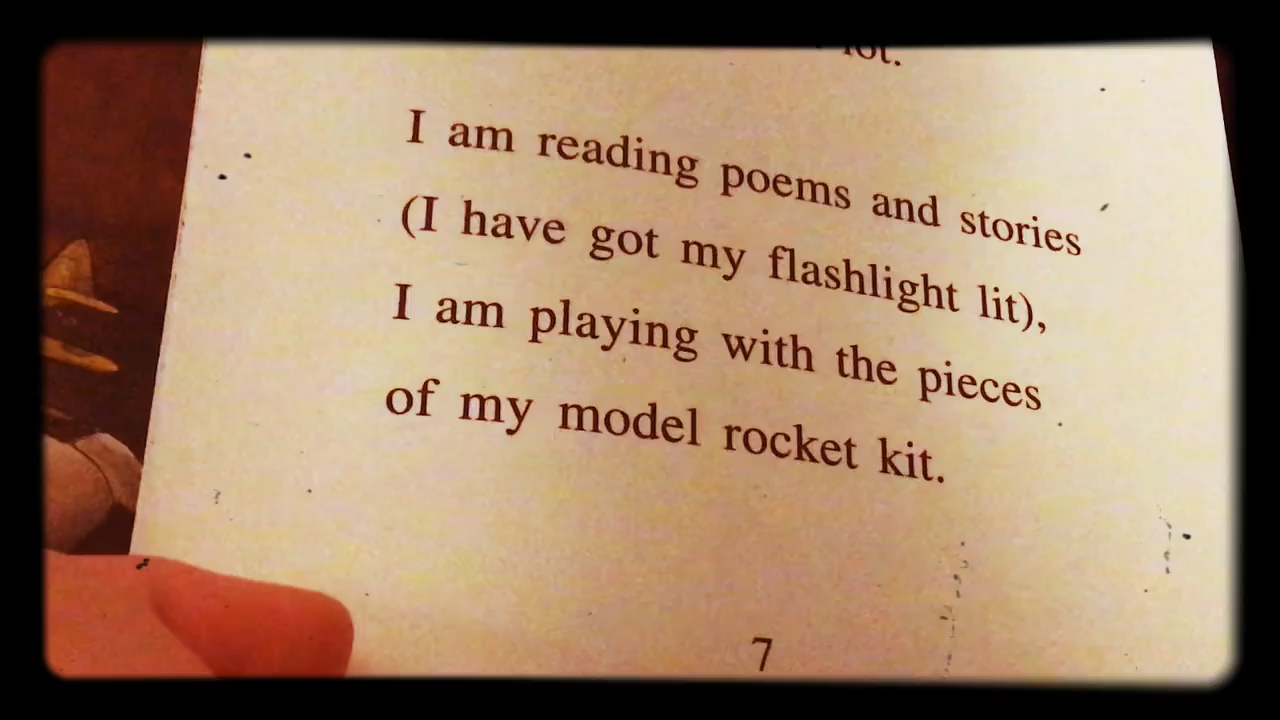 lot.
I am reading poems and stories
(I have got my flashlight lit),
I am playing with the pieces
of my model rocket kit.
7